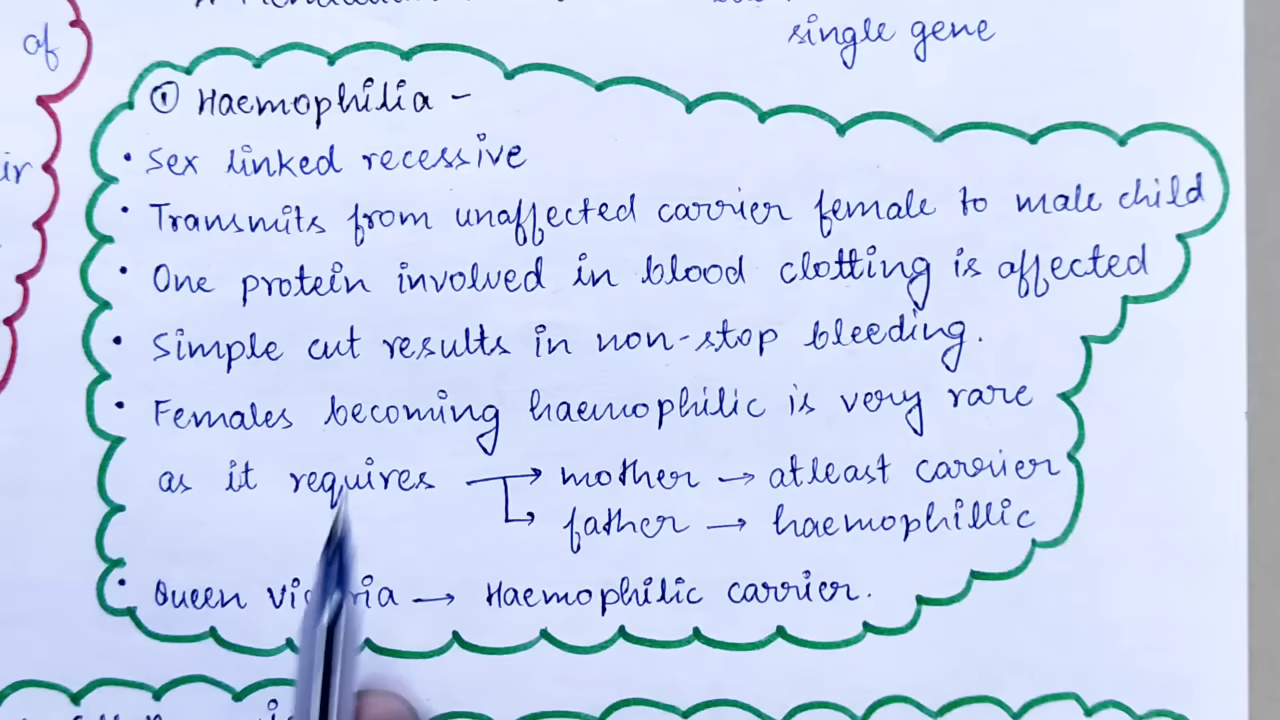 of
single gene
① Haemophilia -
• Sex linked recessive
• Transmits from unaffected carrier female to male child
• One protein involved in blood clotting is affected
• Simple cut results in non-stop bleeding.
• Females becoming haemophilic is very rare
as it requires → mother → atleast carrier
↳ father → haemophillic
• Queen → Haemophilic carrier.